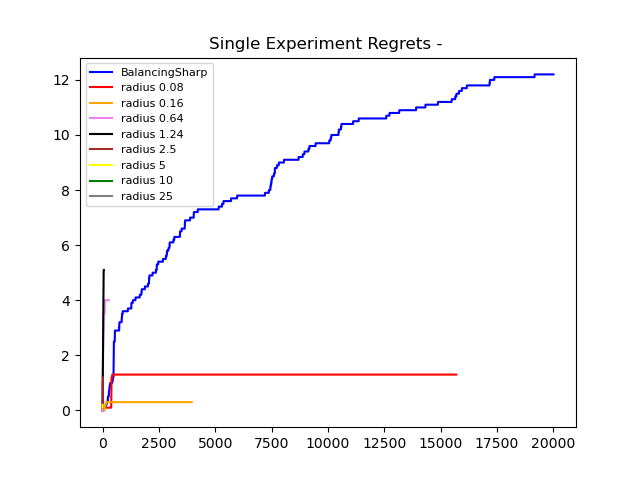 Single Experiment Regrets -
BalancingSharp
radius 0.08
radius 0.16
radius 0.64
radius 1.24
radius 2.5
radius 5
radius 10
radius 25
12
10
8
6
4
2
0
0 2500 5000 7500 10000 12500 15000 17500 20000